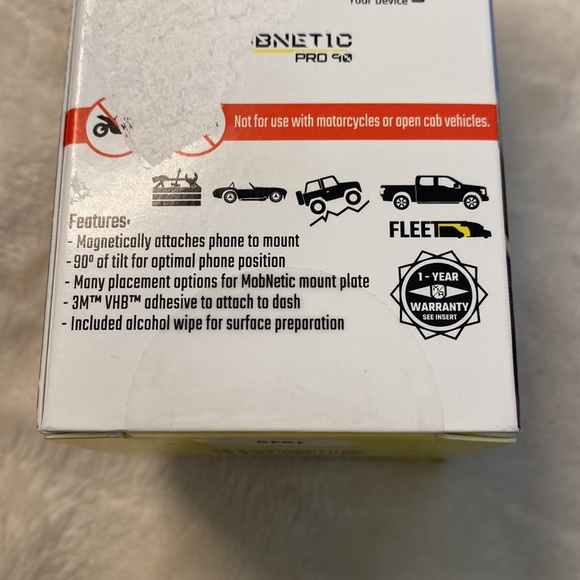 Your Device
BNETIC
PRO 90
Not for use with motorcycles or open cab vehicles.
FLEET
Features:
- Magnetically attaches phone to mount
- 90º of tilt for optimal phone position
- Many placement options for MobNetic mount plate
- 3M™ VHB™ adhesive to attach to dash
- Included alcohol wipe for surface preparation
1 - YEAR
WARRANTY
SEE INSERT